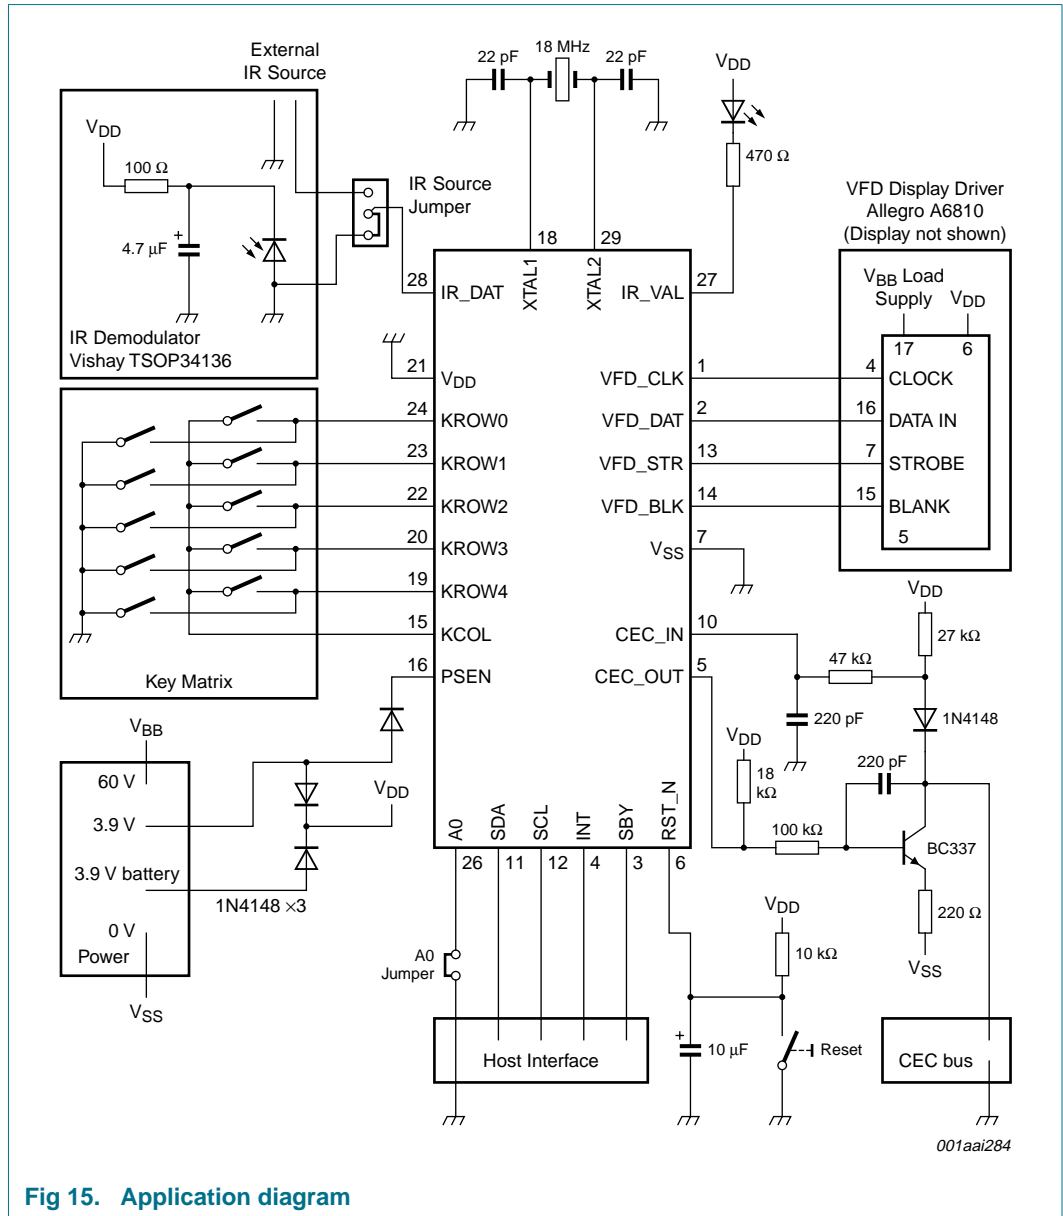 External
IR Source
VDD
100 Ω
4.7 μF
+
IR Demodulator
Vishay TSOP34136
IR Source
Jumper
22 pF
18 MHz
22 pF
VDD
470 Ω
VFD Display Driver
Allegro A6810
(Display not shown)
VBB Load
Supply
VDD
17
6
4
CLOCK
16
DATA IN
7
STROBE
15
BLANK
5
18
XTAL1
29
XTAL2
28
IR_DAT
21
VDD
24
KROW0
23
KROW1
22
KROW2
20
KROW3
19
KROW4
15
KCOL
16
PSEN
IR_VAL
27
VFD_CLK
1
VFD_DAT
2
VFD_STR
13
VFD_BLK
14
VSS
7
CEC_IN
10
CEC_OUT
5
A0
26
SDA
11
SCL
12
INT
4
SBY
3
RST_N
6
Key Matrix
VBB
60 V
3.9 V
3.9 V battery
0 V
Power
VSS
VDD
1N4148 ×3
A0
Jumper
Host Interface
VDD
27 kΩ
47 kΩ
220 pF
1N4148
VDD
18
kΩ
220 pF
100 kΩ
BC337
220 Ω
VSS
VDD
10 kΩ
+
10 μF
Reset
CEC bus
001aai284
Fig 15. Application diagram